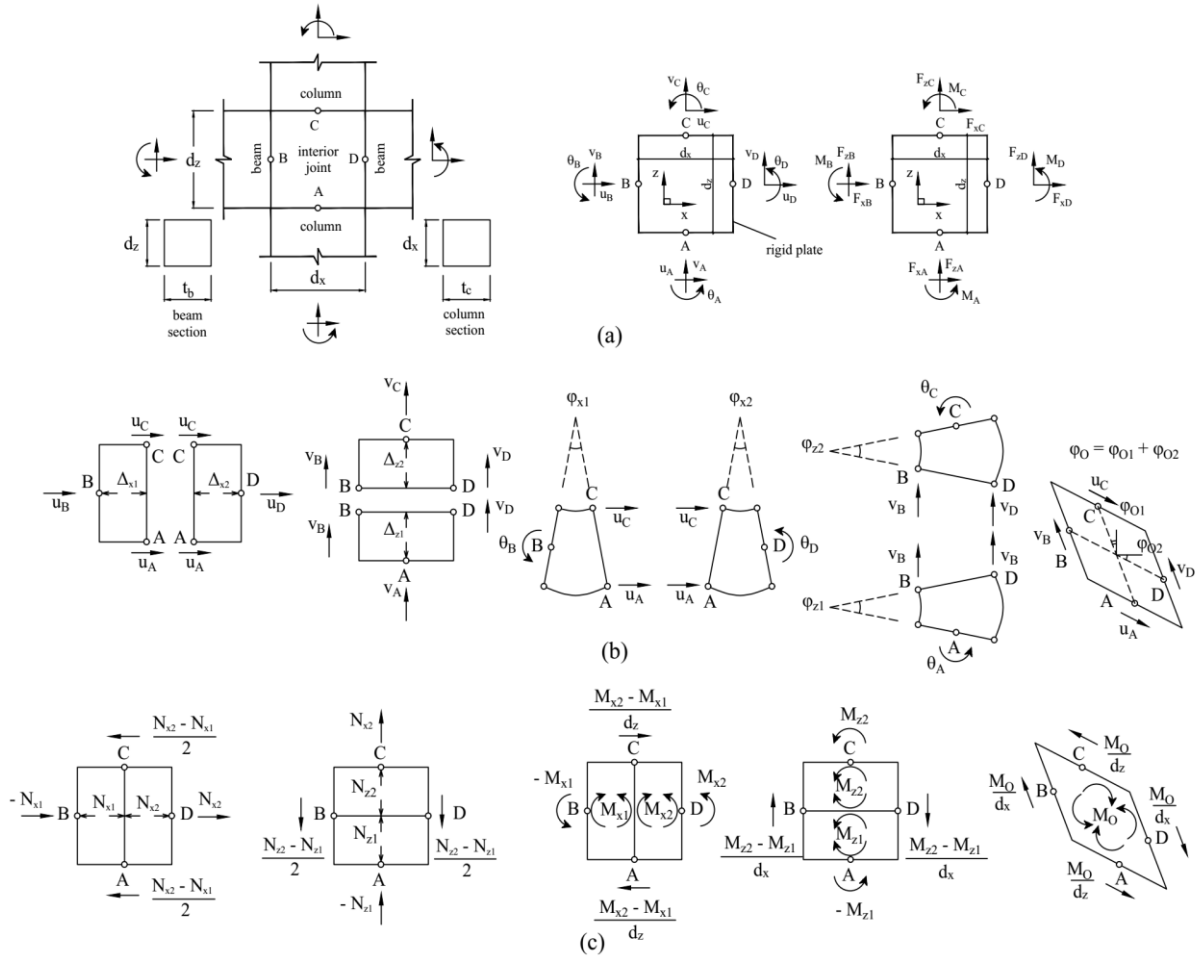 column
C
d_z
beam
B
interior
joint
D
beam
A
column
d_z
t_b
beam
section
d_x
d_x
t_c
column
section
v_C
θ_C
u_C
C
d_x
d_z
θ_B
v_B
B
u_B
z
x
v_D
θ_D
D
u_D
A
rigid plate
u_A
v_A
θ_A
F_zC
M_C
C
F_xC
d_x
d_z
M_B
F_zB
B
F_xB
z
x
F_zD
M_D
D
F_xD
A
F_xA
F_zA
M_A
(a)
u_C
u_C
C
C
B
Δ_x1
Δ_x2
D
u_B
u_D
A
A
u_A
u_A
v_C
C
v_B
Δ_z2
v_D
B
D
B
D
v_B
Δ_z1
v_D
A
v_A
φ_x1
C
u_C
θ_B
B
A
u_A
φ_x2
C
u_C
D
θ_D
A
u_A
θ_C
C
φ_z2
B
D
v_B
v_D
v_B
v_B
B
D
φ_z1
A
θ_A
φ_O = φ_O1 + φ_O2
u_C
C
φ_O1
v_B
φ_O2
B
v_D
D
A
u_A
(b)
N_x2 - N_x1
2
C
- N_x1
B
N_x1
N_x2
D
N_x2
A
N_x2 - N_x1
2
N_x2
C
N_z2
B
D
N_z1
N_z2 - N_z1
2
N_z2 - N_z1
2
A
- N_z1
M_x2 - M_x1
d_z
C
- M_x1
M_x2
B
M_x1
M_x2
D
A
M_x2 - M_x1
d_z
M_z2
C
M_z2
B
D
M_z1
M_z2 - M_z1
d_x
M_z2 - M_z1
d_x
A
- M_z1
M_O
d_z
C
M_O
d_x
B
M_O
M_O
d_x
D
A
M_O
d_z
(c)